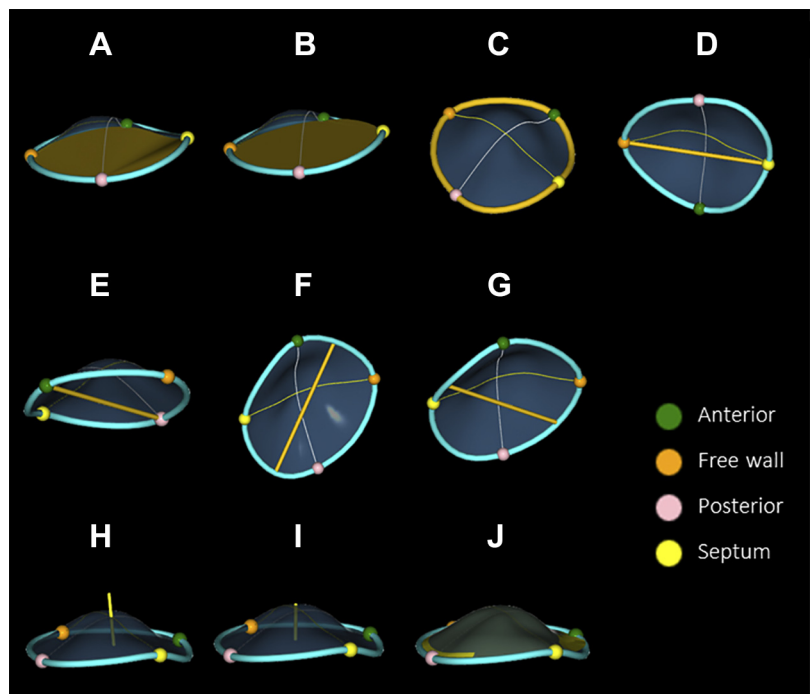 A B C D
E F G
Anterior
Free wall
Posterior
Septum
H I J